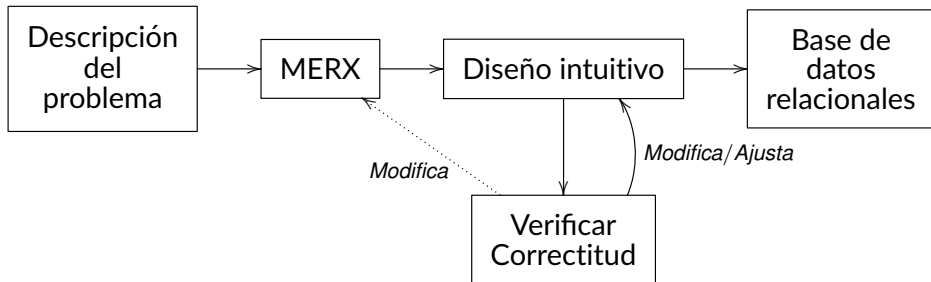 Descripción
del
problema
MERX
Diseño intuitivo
Base de
datos
relacionales
Modifica
Modifica/Ajusta
Verificar
Correctitud